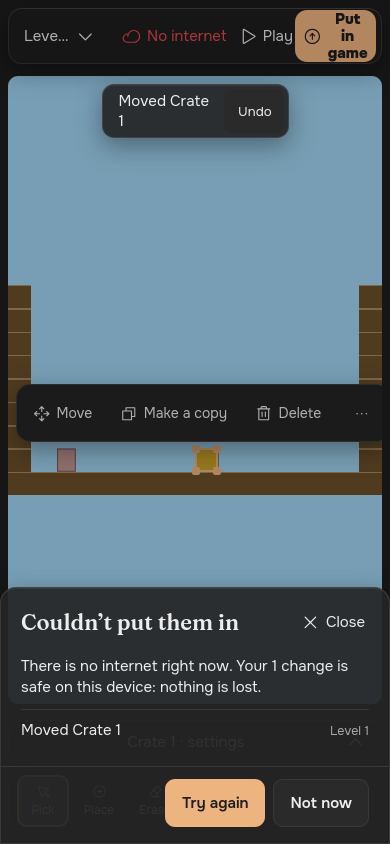 Leve...
No internet
Play
Put
in
game
Moved Crate
1
Undo
Move
Make a copy
Delete
...
Couldn’t put them in
Close
There is no internet right now. Your 1 change is
safe on this device: nothing is lost.
Moved Crate 1
Level 1
Crate 1 · settings
Pick
Place
Eras
Try again
Not now